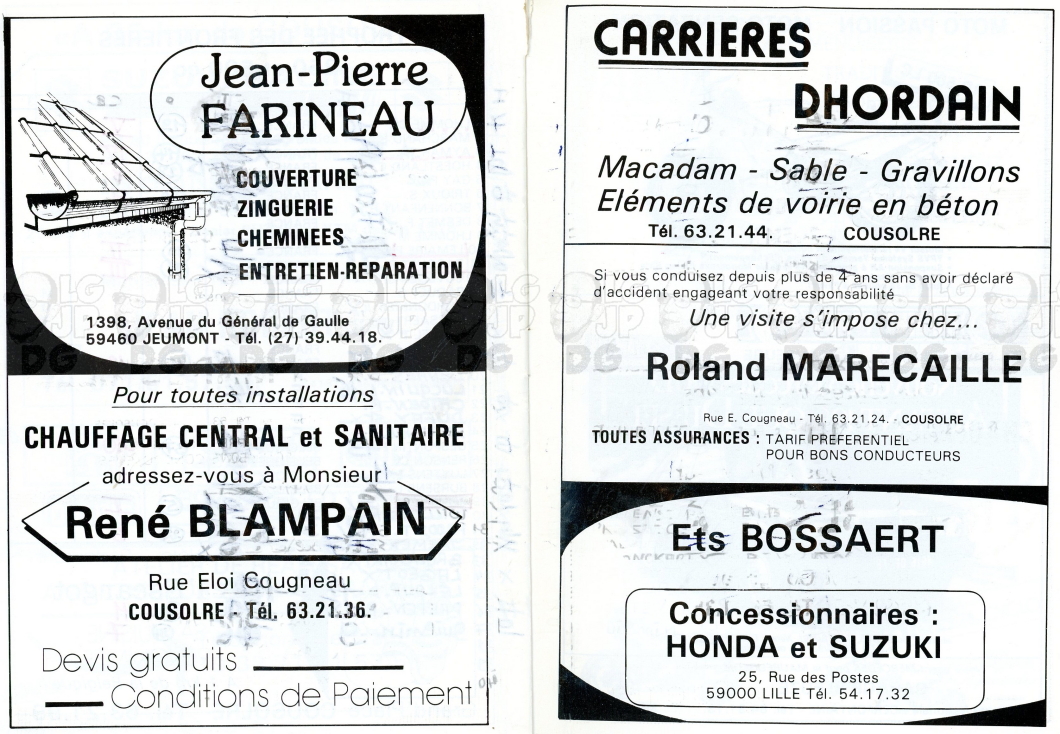 Jean-Pierre
FARINEAU
COUVERTURE
ZINGUERIE
CHEMINEES
ENTRETIEN-REPARATION
1398, Avenue du Général de Gaulle
59460 JEUMONT - Tél. (27) 39.44.18.
Pour toutes installations
CHAUFFAGE CENTRAL et SANITAIRE
adressez-vous à Monsieur
René BLAMPAIN
Rue Eloi Cougneau
COUSOLRE - Tél. 63.21.36.
Devis gratuits
Conditions de Paiement
CARRIERES
DHORDAIN
Macadam - Sable - Gravillons
Eléments de voirie en béton
Tél. 63.21.44. COUSOLRE
Si vous conduisez depuis plus de 4 ans sans avoir déclaré
d'accident engageant votre responsabilité
Une visite s'impose chez...
Roland MARECAILLE
Rue E. Cougneau - Tél. 63.21.24. - COUSOLRE
TOUTES ASSURANCES : TARIF PREFERENTIEL
POUR BONS CONDUCTEURS
Ets BOSSAERT
Concessionnaires :
HONDA et SUZUKI
25, Rue des Postes
59000 LILLE Tél. 54.17.32
LG
JP
DG